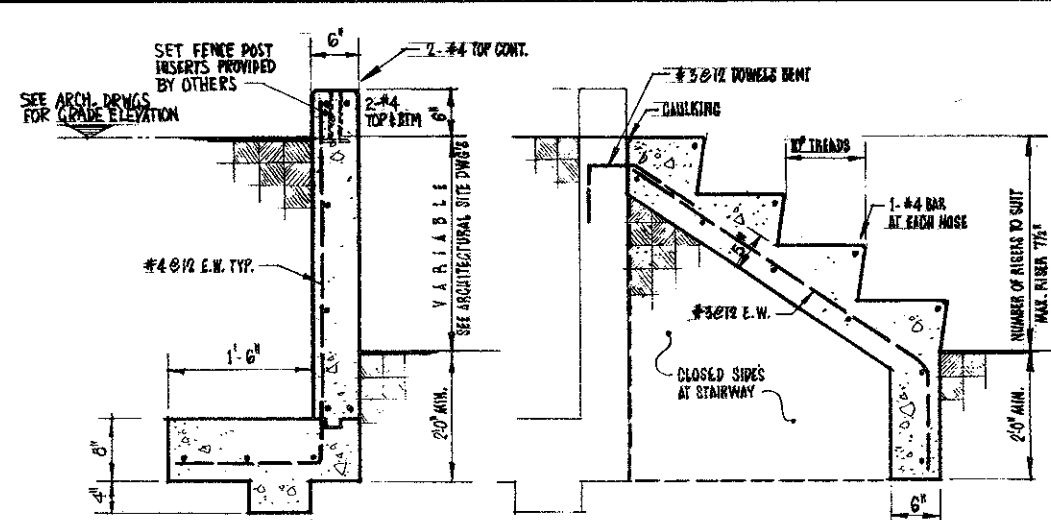 6"
SET FENCE POST
INSERTS PROVIDED
BY OTHERS
2-#4 TOP CONT.
SEE ARCH. DRWGS
FOR GRADE ELEVATION
2-#4
TOP & BTM
6"
VARIABLE
SEE ARCHITECTURAL SITE DWG'S
#4@12 E.W. TYP.
1'-6"
8"
4"
2'0" MIN.
#3@12 DOWELS BENT
CAULKING
TREADS
1-#4 BAR
AT EACH NOSE
5"
#3@12 E.W.
CLOSED SIDES
AT STAIRWAY
NUMBER OF RISERS TO SUIT
MAX. RISER 7½"
2'0" MIN.
6"